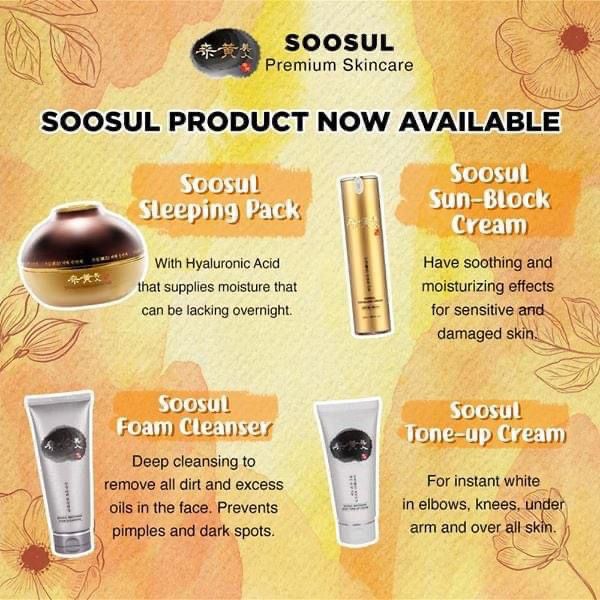 SOOSUL
Premium Skincare
SOOSUL PRODUCT NOW AVAILABLE
Soosul
Sleeping Pack
With Hyaluronic Acid
that supplies moisture that
can be lacking overnight.
Soosul
Sun-Block
Cream
Have soothing and
moisturizing effects
for sensitive and
damaged skin.
Soosul
Foam Cleanser
Deep cleansing to
remove all dirt and excess
oils in the face. Prevents
pimples and dark spots.
Soosul
Tone-up Cream
For instant white
in elbows, knees, under
arm and over all skin.